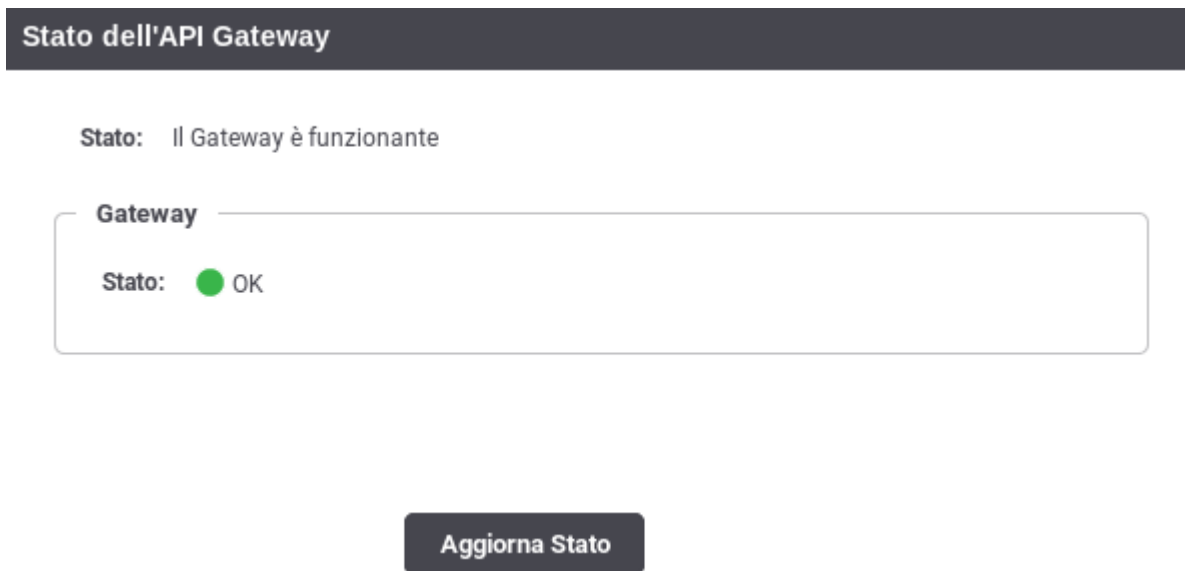 Stato dell'API Gateway
Stato: Il Gateway è funzionante
Gateway
Stato: OK
Aggiorna Stato